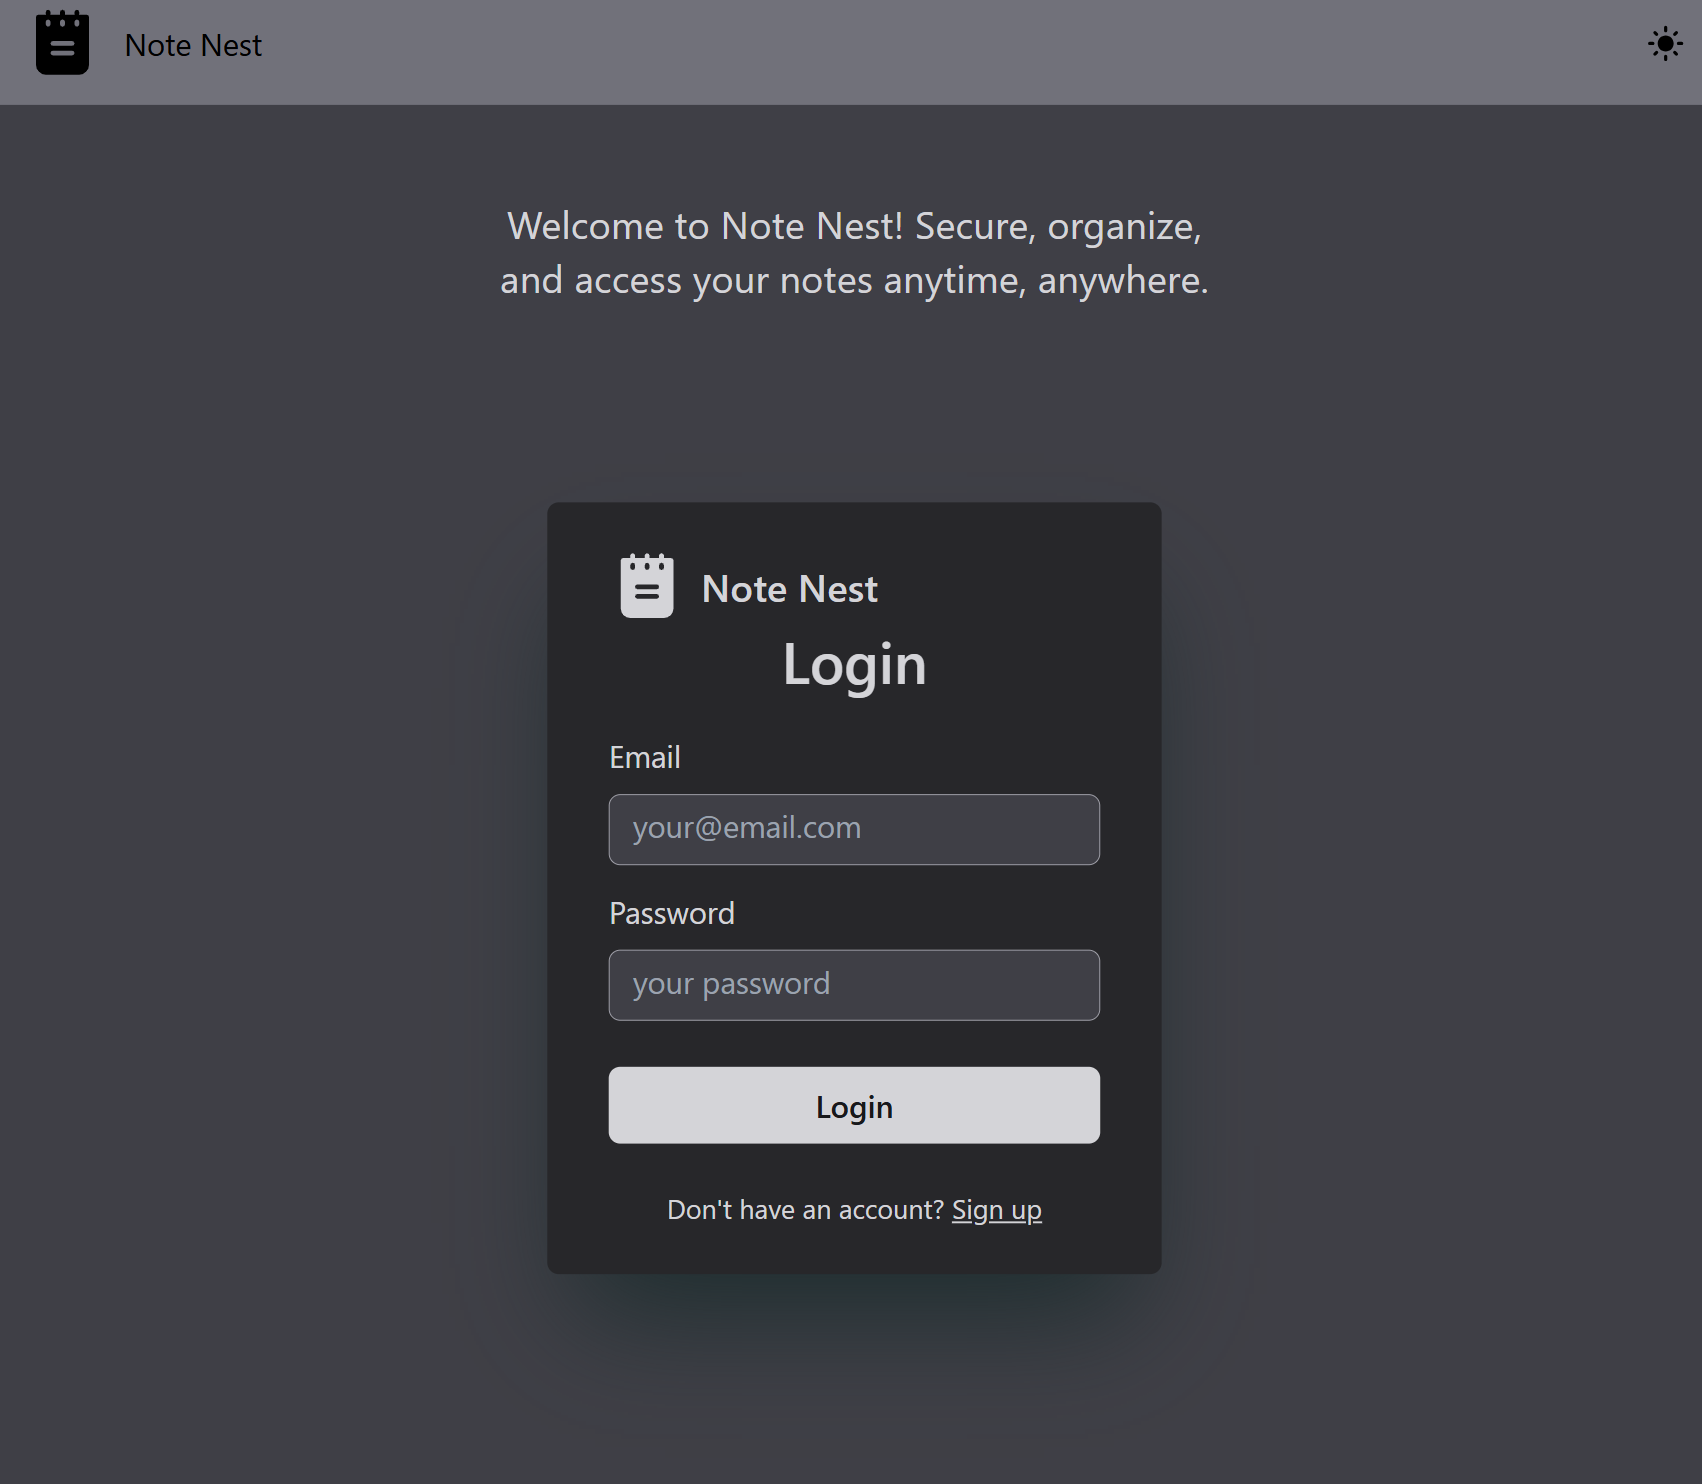 Note Nest
Welcome to Note Nest! Secure, organize,
and access your notes anytime, anywhere.
Note Nest
Login
Email
your@email.com
Password
your password
Login
Don't have an account? Sign up